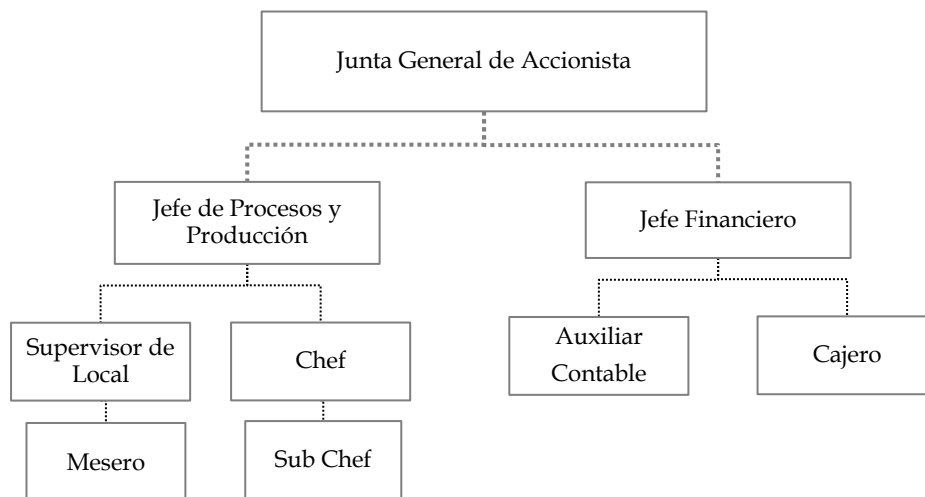 Junta General de Accionista
Jefe de Procesos y
Producción
Jefe Financiero
Supervisor de
Local
Chef
Auxiliar
Contable
Cajero
Mesero
Sub Chef